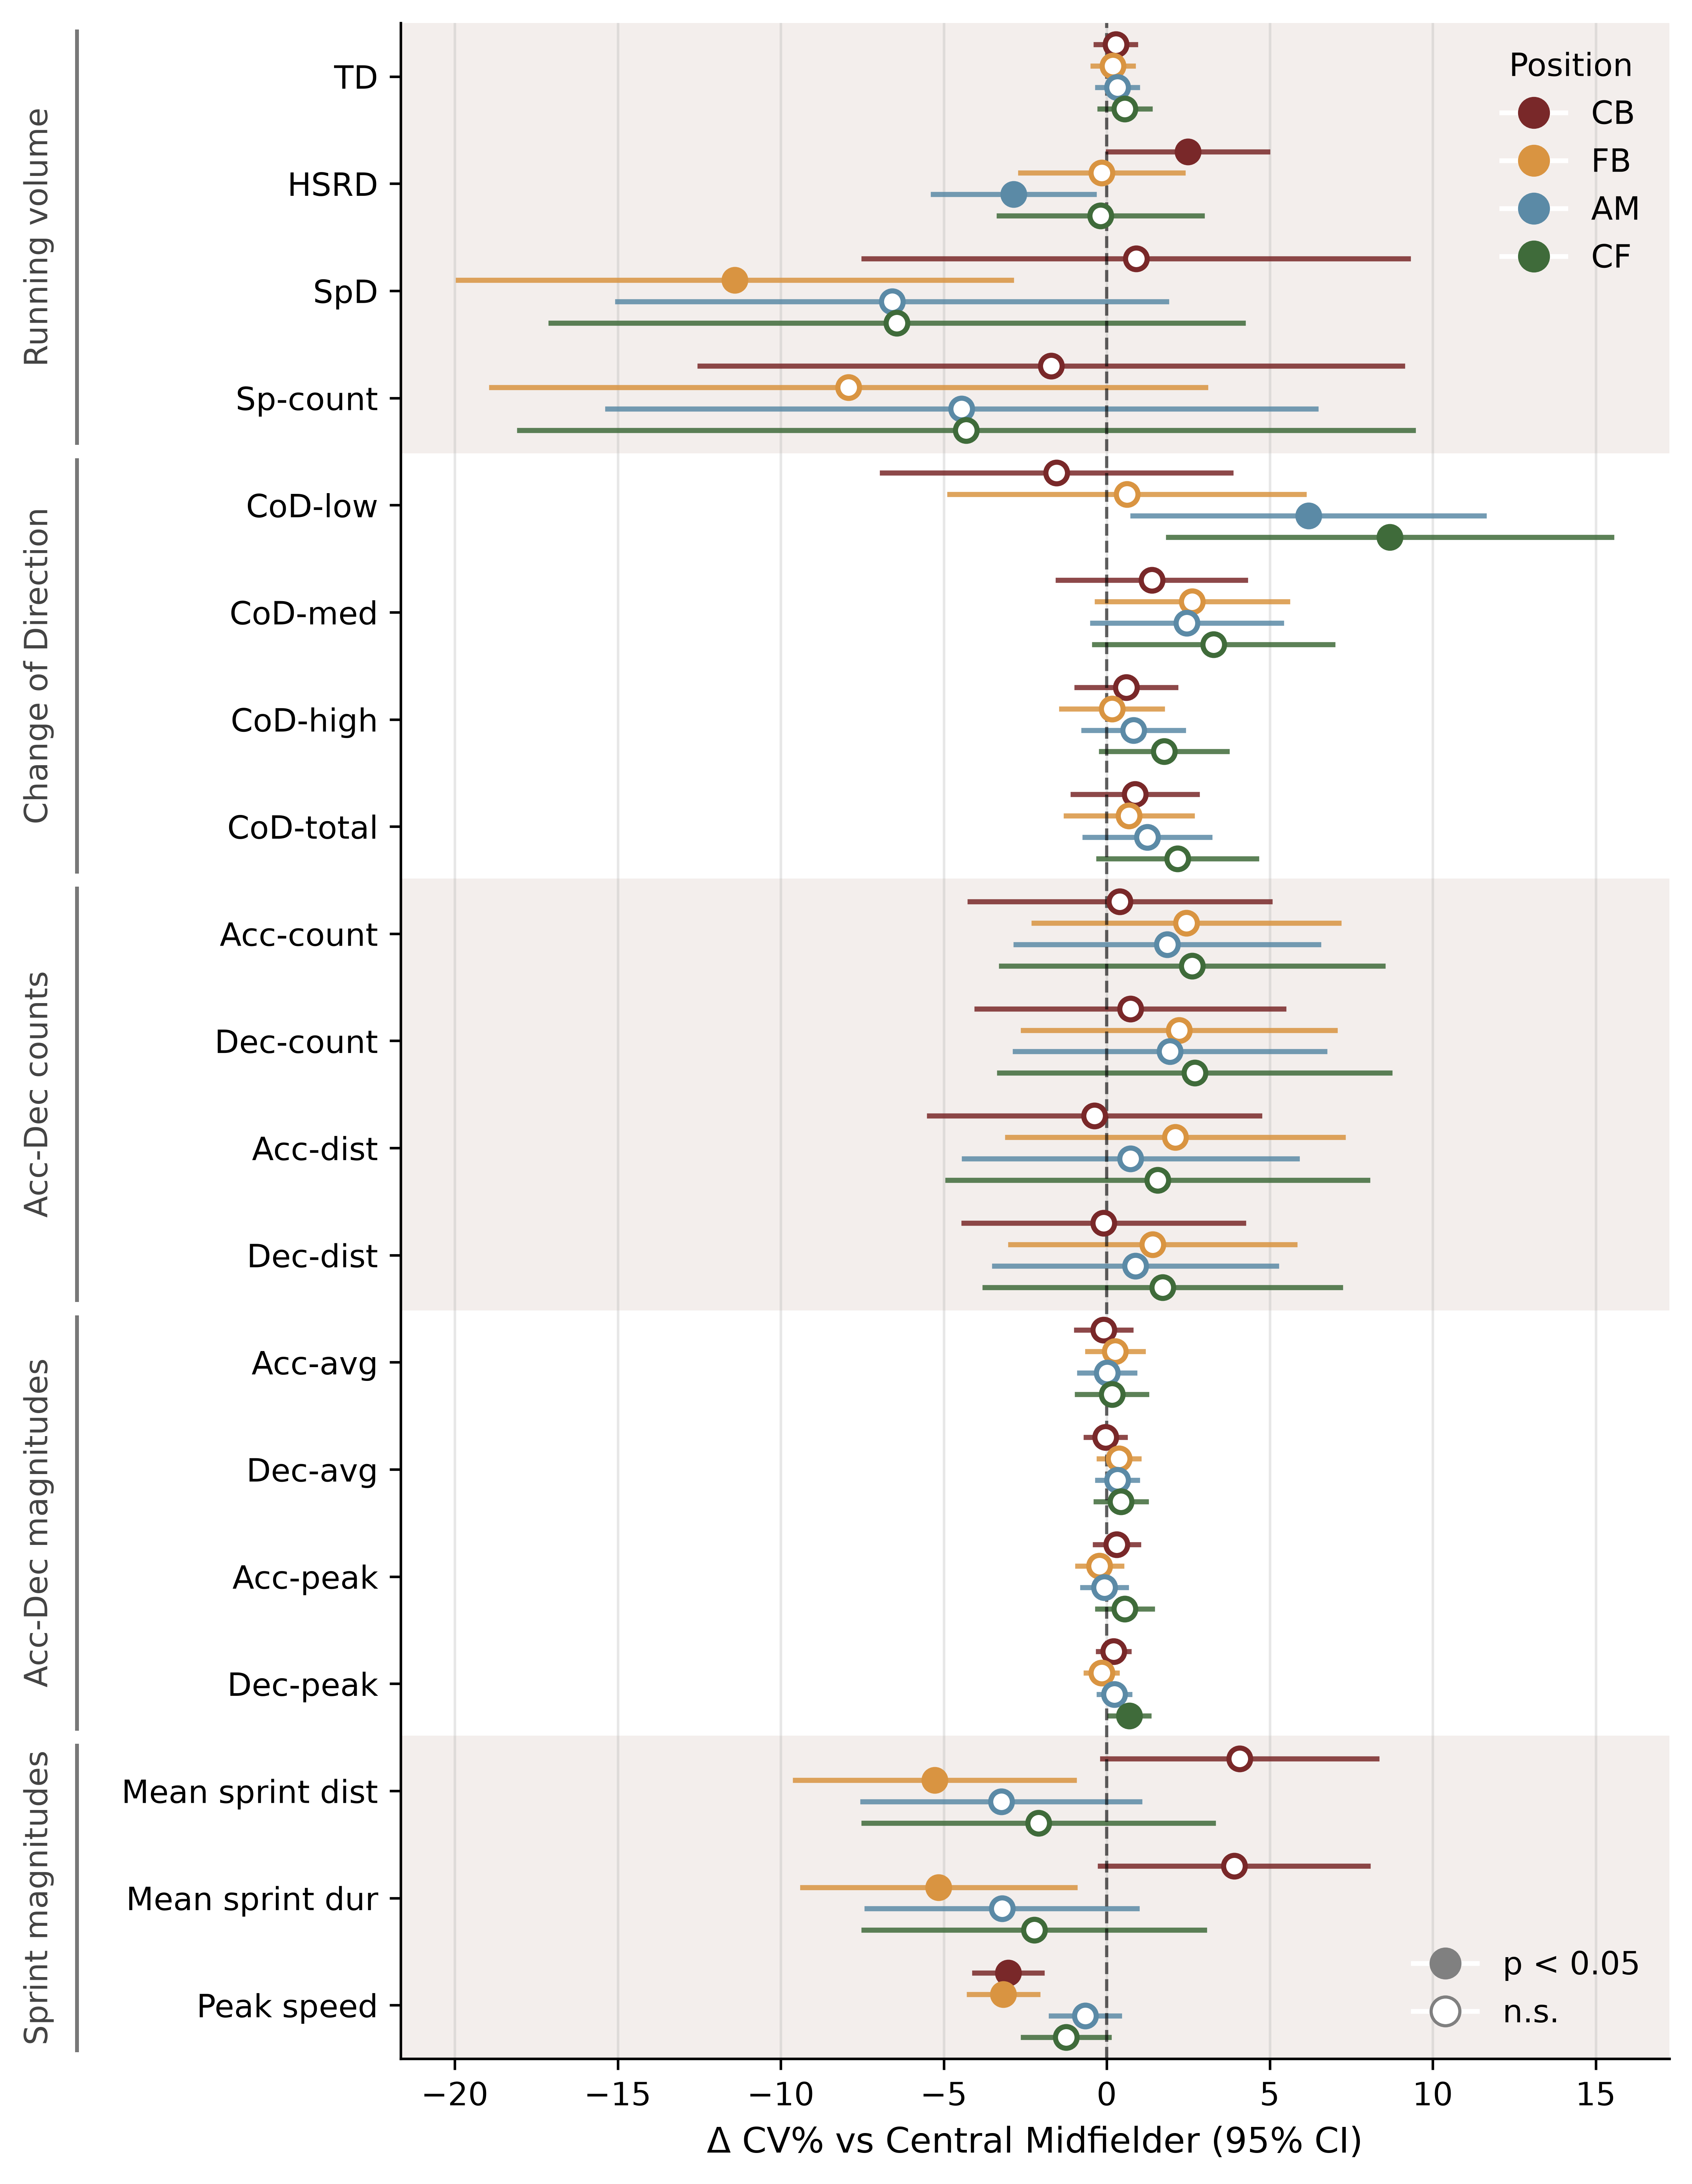 Running volume
TD
HSRD
SpD
Sp-count
Change of Direction
CoD-low
CoD-med
CoD-high
CoD-total
Acc-Dec counts
Acc-count
Dec-count
Acc-dist
Dec-dist
Acc-Dec magnitudes
Acc-avg
Dec-avg
Acc-peak
Dec-peak
Sprint magnitudes
Mean sprint dist
Mean sprint dur
Peak speed
Position
CB
FB
AM
CF
p < 0.05
n.s.
−20 −15 −10 −5 0 5 10 15
Δ CV% vs Central Midfielder (95% CI)